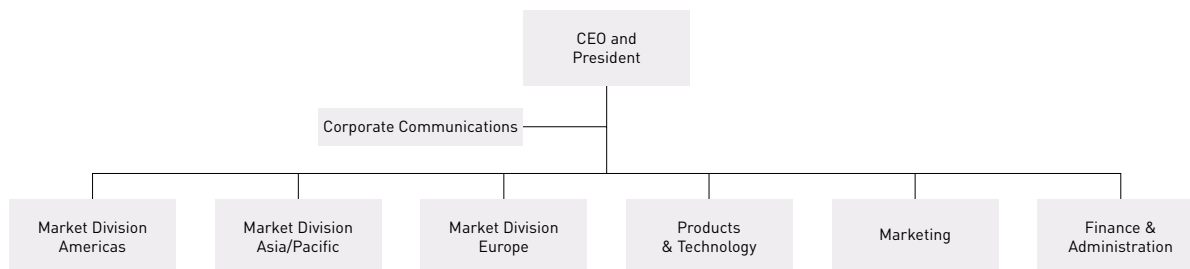 CEO and
President
Corporate Communications
Market Division
Americas
Market Division
Asia/Pacific
Market Division
Europe
Products
& Technology
Marketing
Finance &
Administration